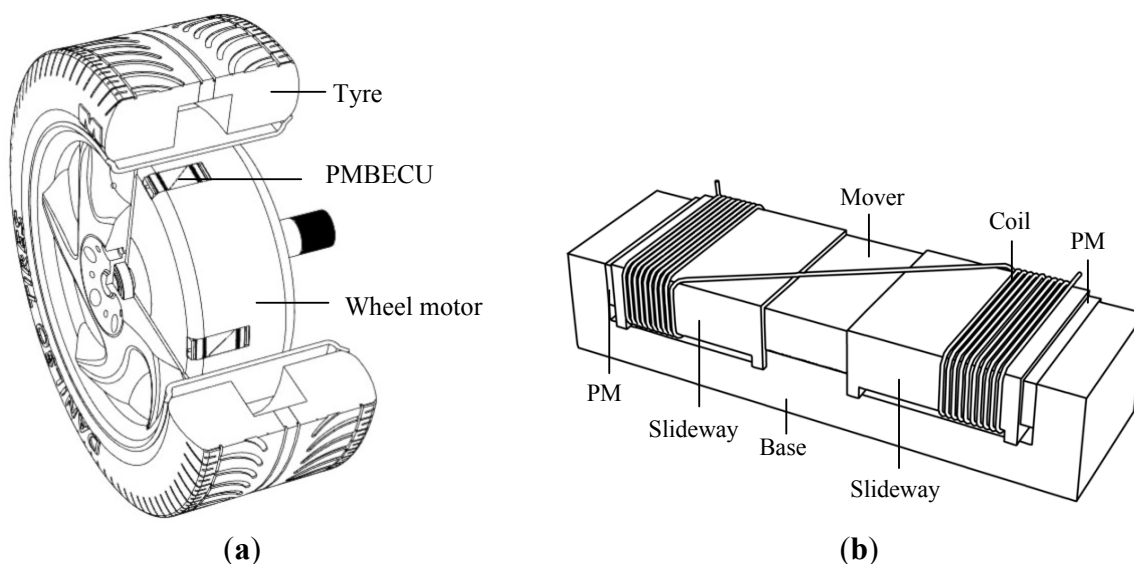 Tyre
PMBECU
Wheel motor
(a)
Mover
Coil
PM
PM
Slideway
Base
Slideway
(b)